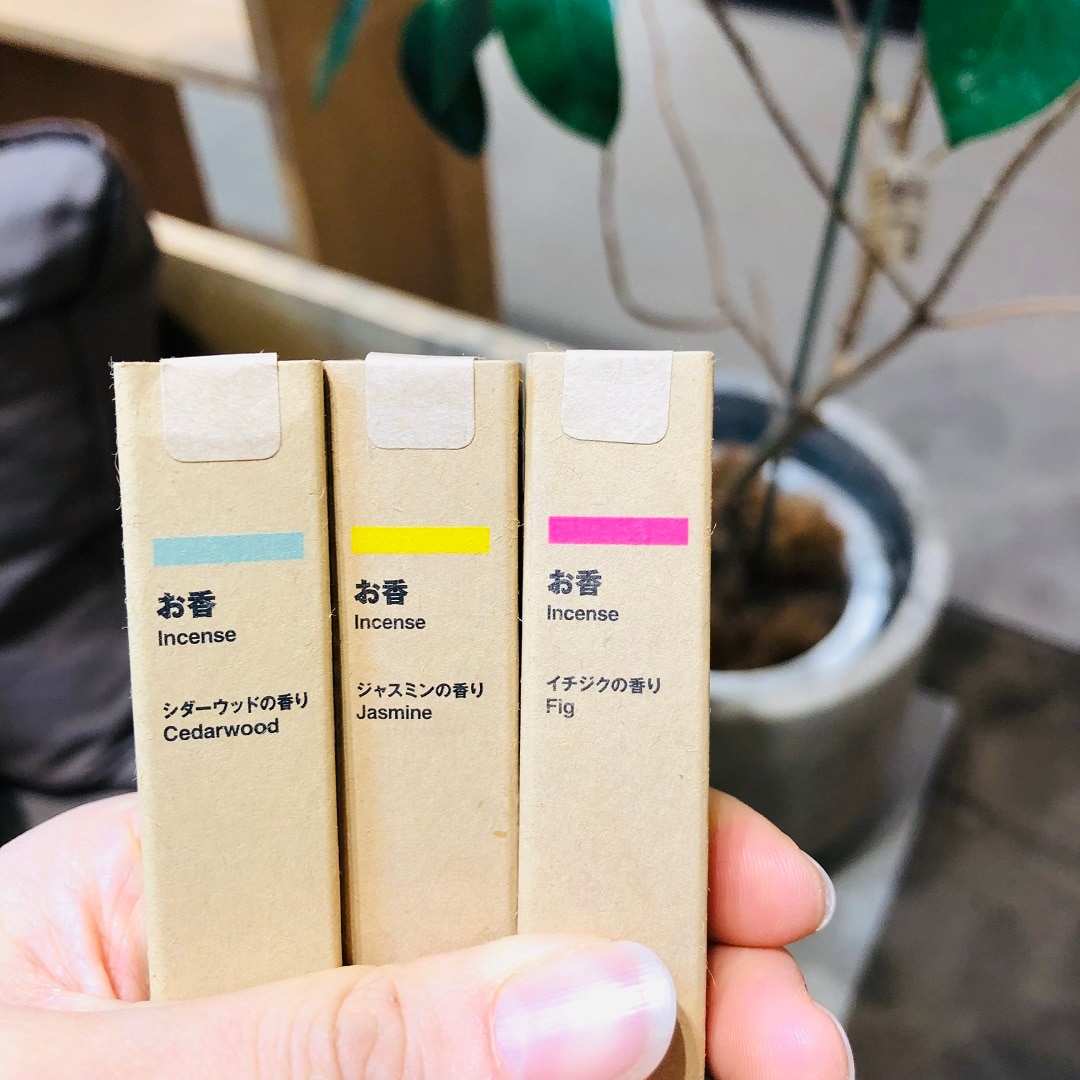 お香
Incense
シダーウッドの香り
Cedarwood
お香
Incense
ジャスミンの香り
Jasmine
お香
Incense
イチジクの香り
Fig